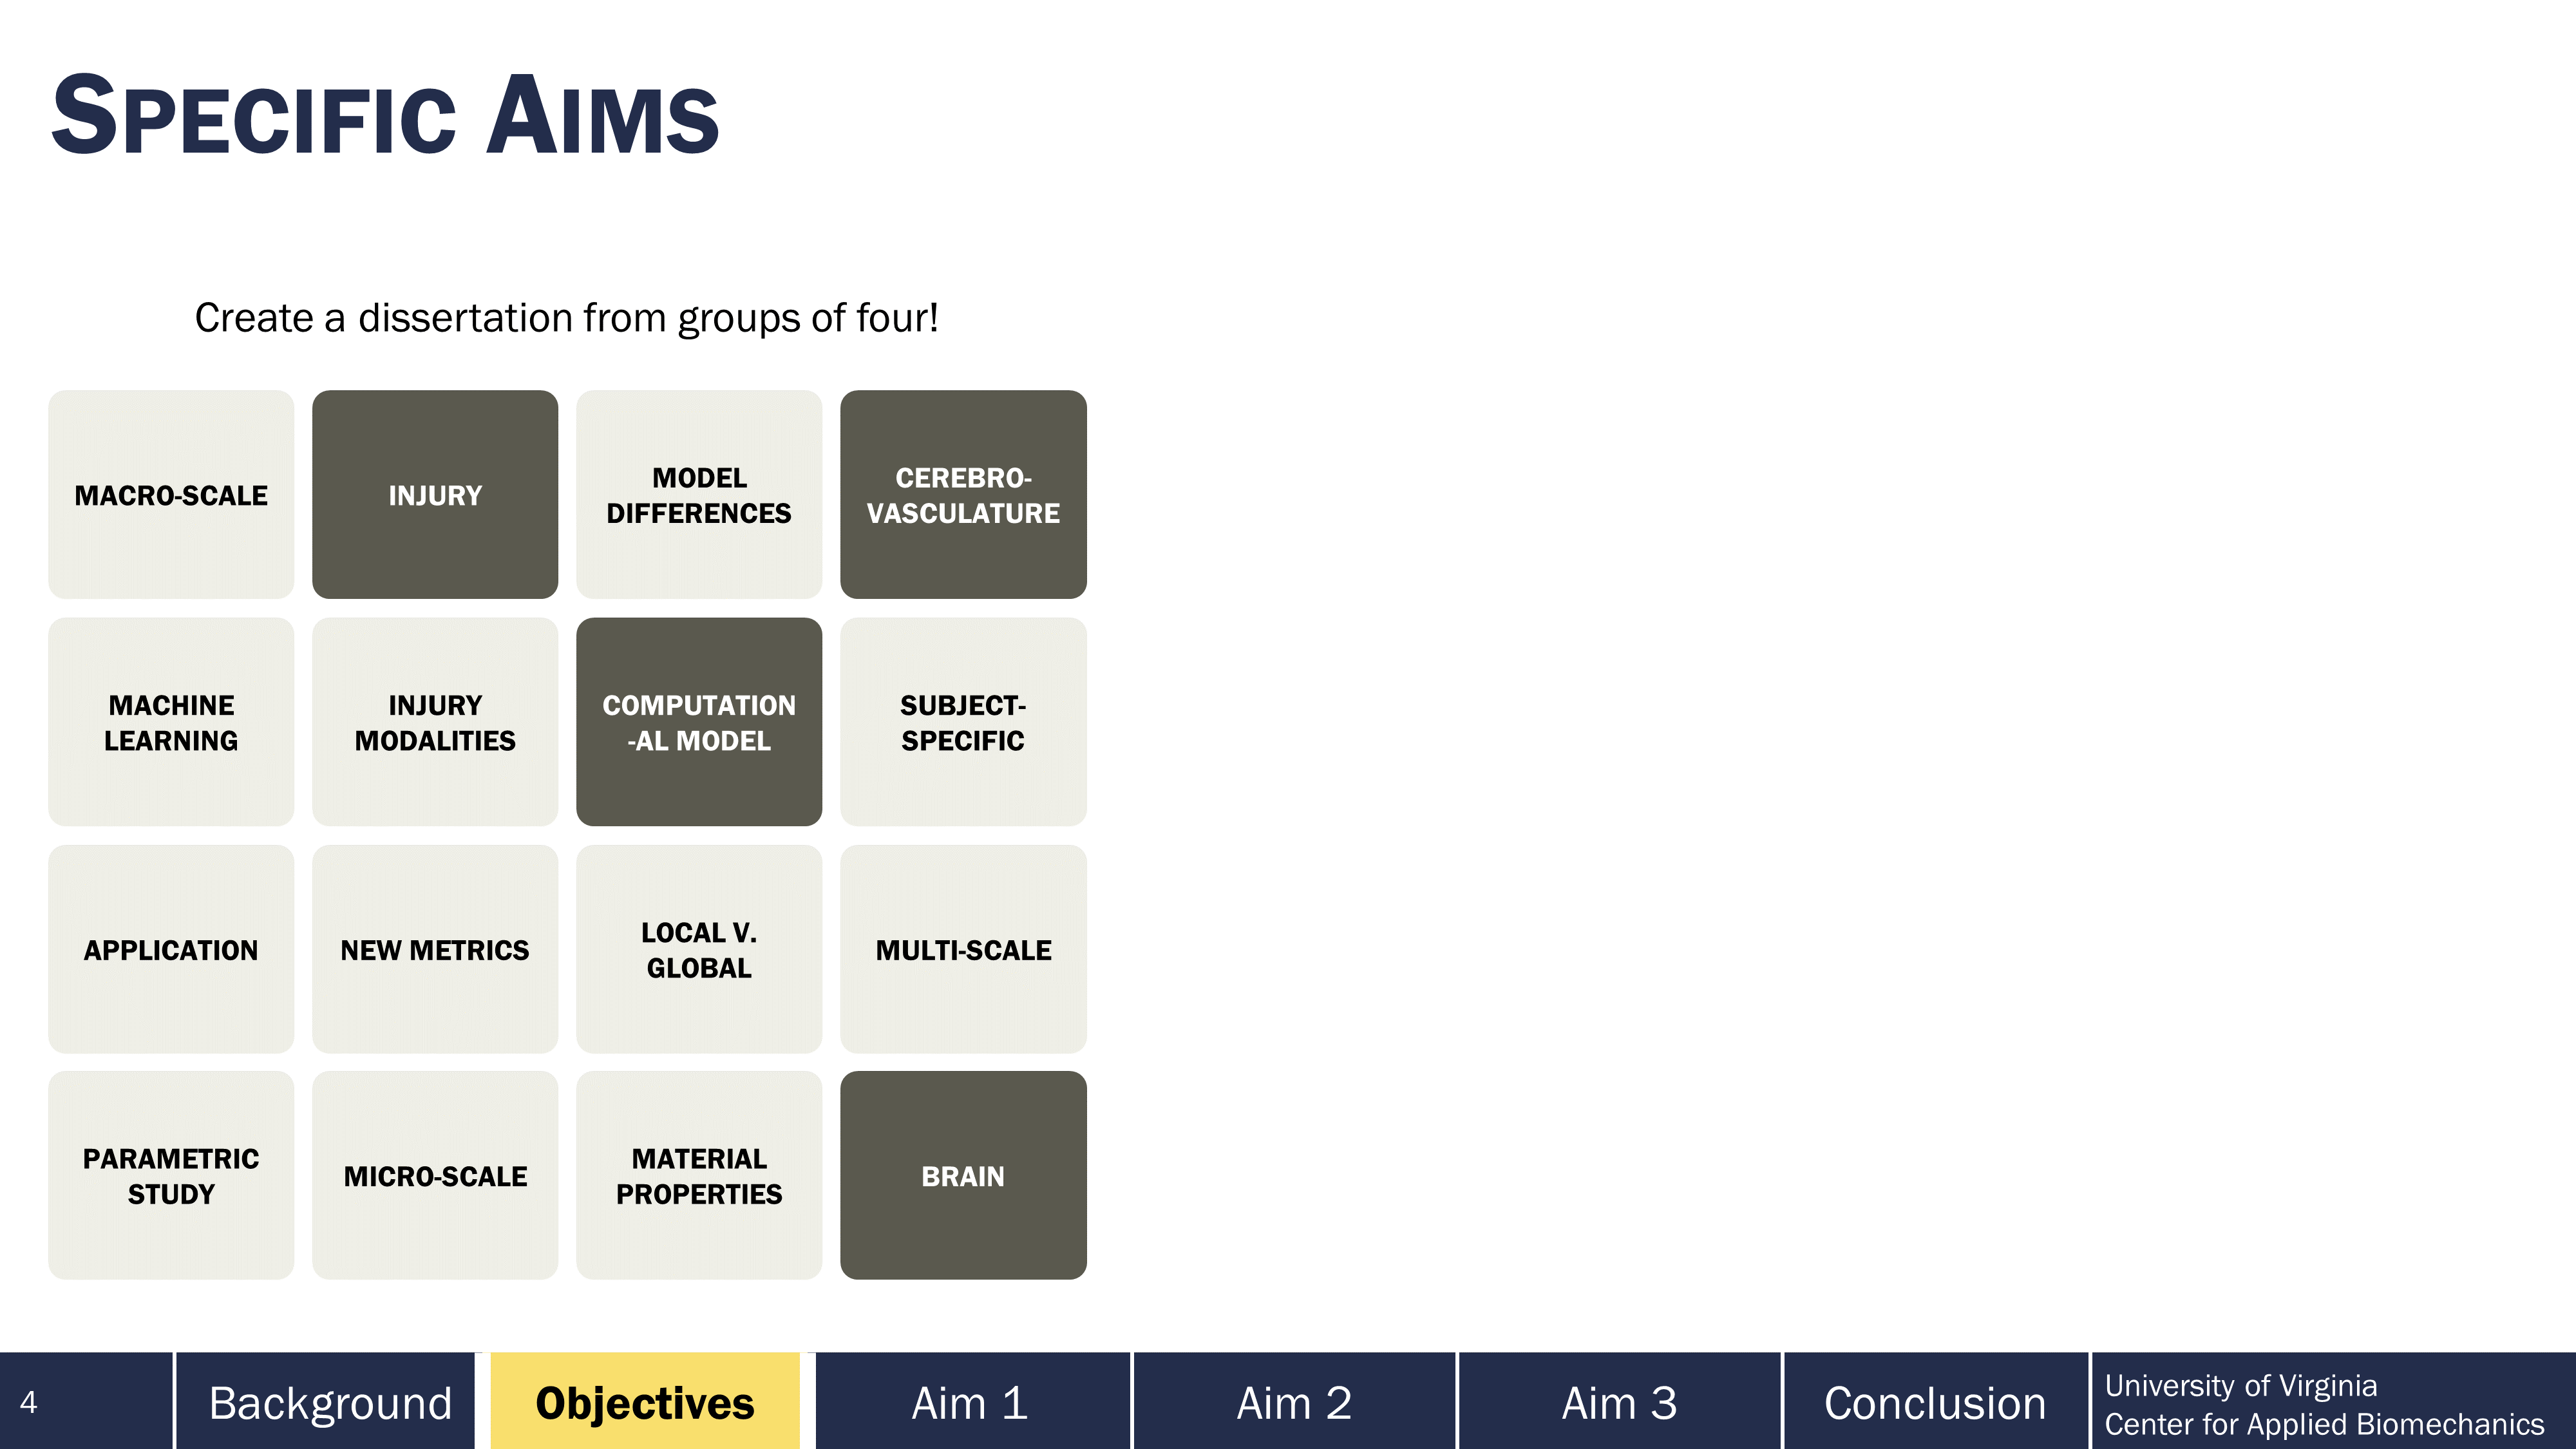 SPECIFIC AIMS
Create a dissertation from groups of four!
MACRO-SCALE
INJURY
MODEL
DIFFERENCES
CEREBRO-
VASCULATURE
MACHINE
LEARNING
INJURY
MODALITIES
COMPUTATION
-AL MODEL
SUBJECT-
SPECIFIC
APPLICATION
NEW METRICS
LOCAL V.
GLOBAL
MULTI-SCALE
PARAMETRIC
STUDY
MICRO-SCALE
MATERIAL
PROPERTIES
BRAIN
4
Background
Objectives
Aim 1
Aim 2
Aim 3
Conclusion
University of Virginia
Center for Applied Biomechanics